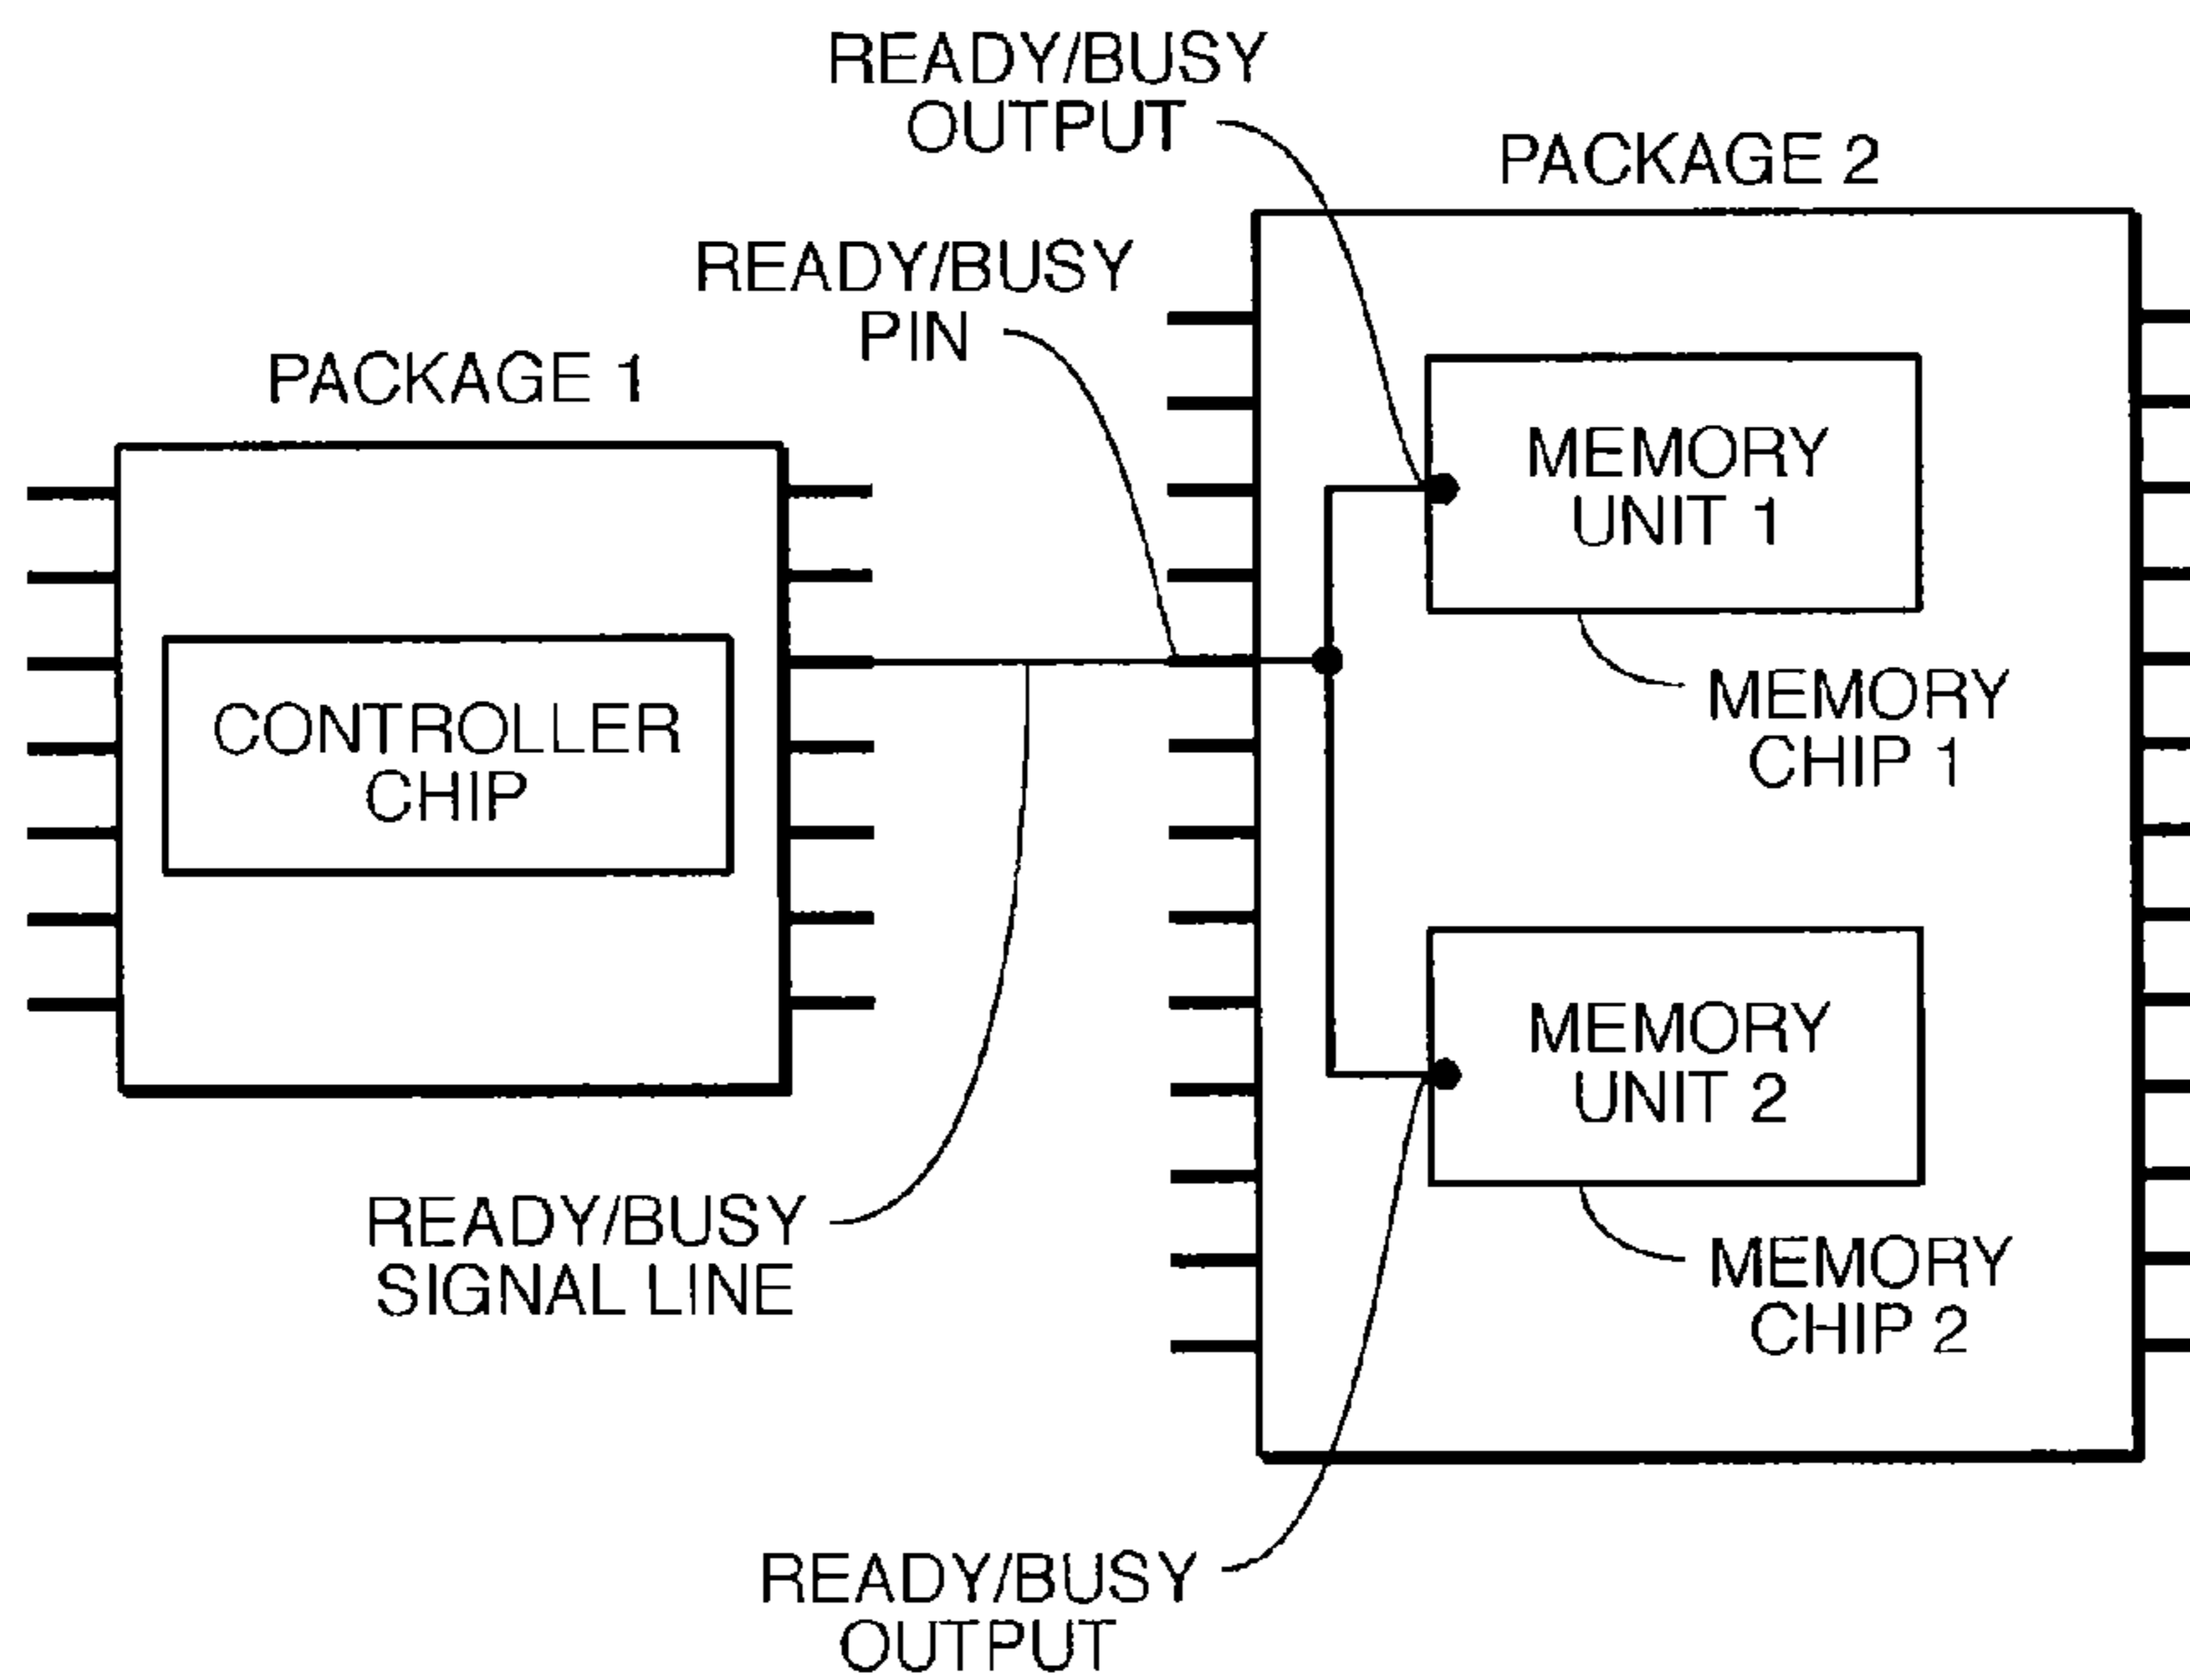 READY/BUSY
OUTPUT
PACKAGE 2
READY/BUSY
PIN
PACKAGE 1
MEMORY
UNIT 1
MEMORY
CHIP 1
CONTROLLER
CHIP
MEMORY
UNIT 2
READY/BUSY
SIGNAL LINE
MEMORY
CHIP 2
READY/BUSY
OUTPUT